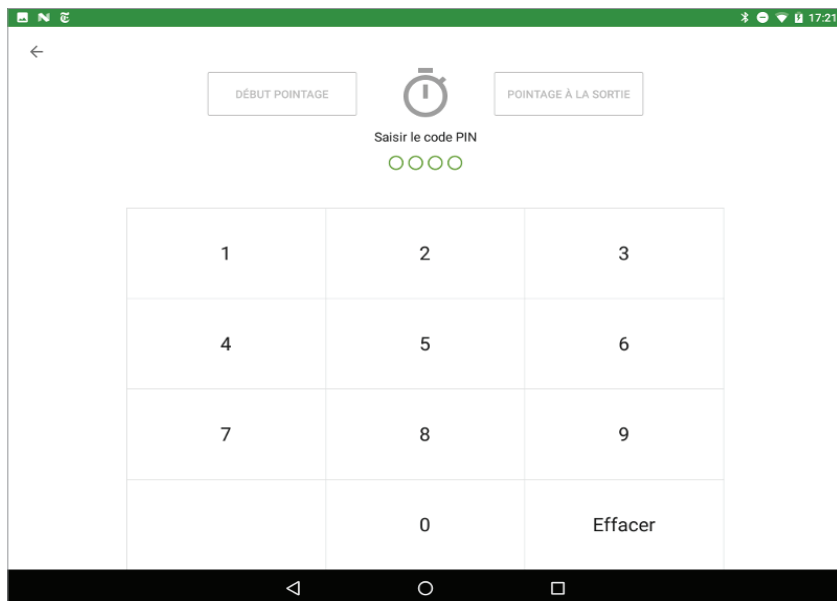 17:21
DÉBUT POINTAGE
POINTAGE À LA SORTIE
Saisir le code PIN
1 2 3
4 5 6
7 8 9
0 Effacer